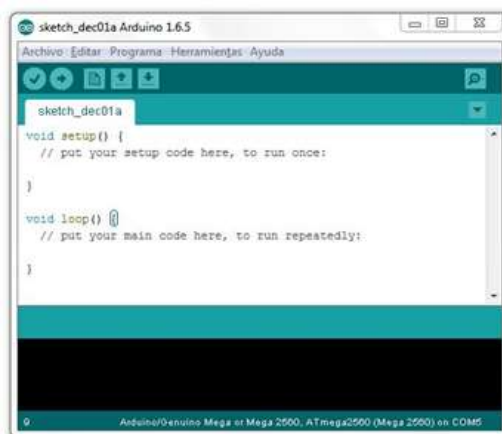 sketch_dec01a Arduino 1.6.5
Archivo Editar Programa Herramientas Ayuda
sketch_dec01a
void setup() {
// put your setup code here, to run once:
}
void loop() {
// put your main code here, to run repeatedly:
}
9
Arduino/Genuino Mega or Mega 2560, ATmega2560 (Mega 2560) on COM5